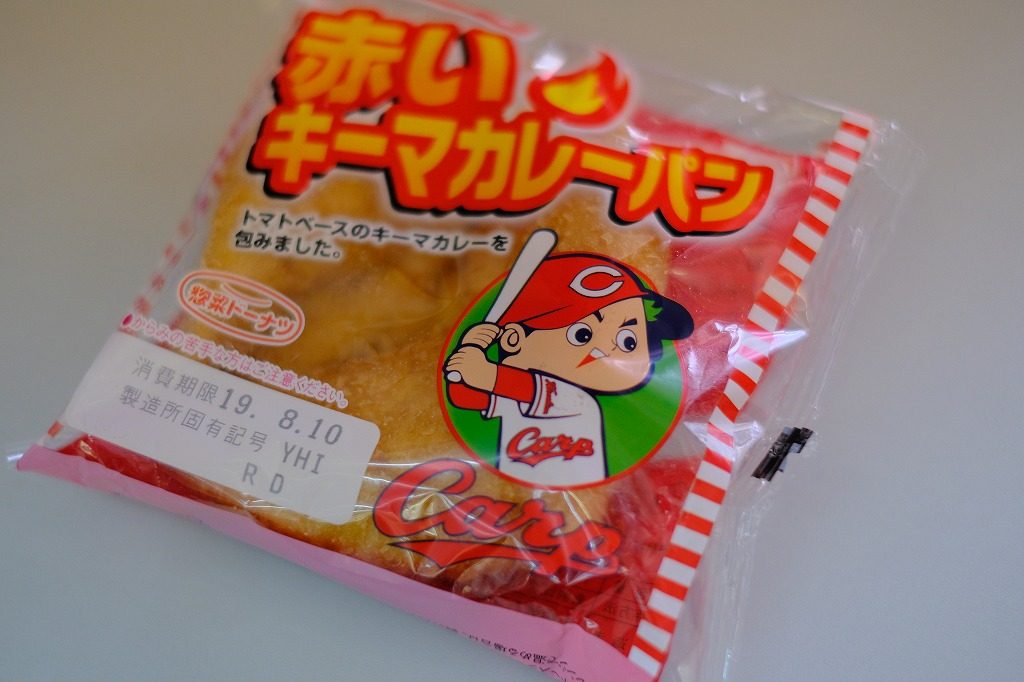 赤い
キーマカレーパン
トマトベースのキーマカレーを
包みました。
惣菜ドーナツ
からみの苦手な方はご注意ください。
消費期限19. 8.10
製造所固有記号 YHI
R D
C
Carp
Carp